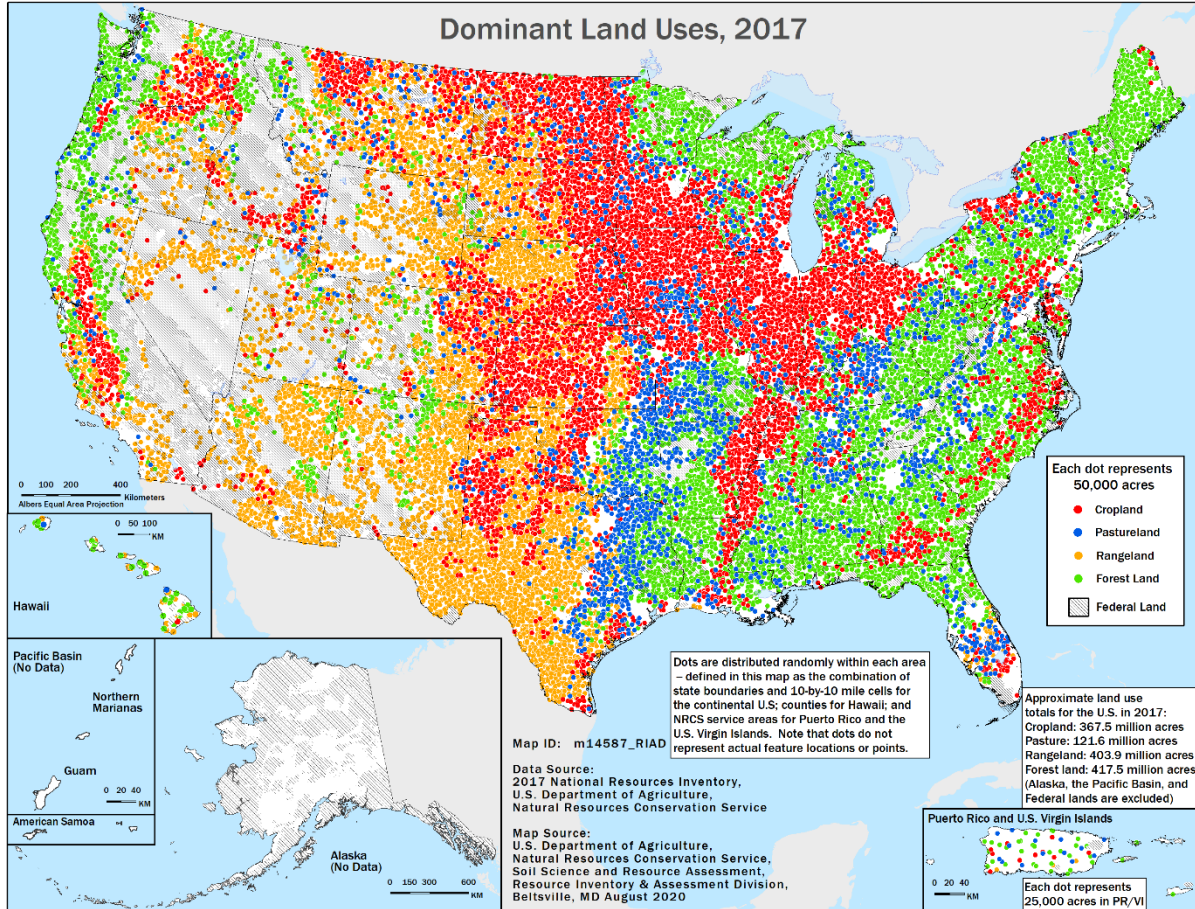 Dominant Land Uses, 2017
0 100 200 400 Kilometers
Albers Equal Area Projection
0 50 100
KM
Hawaii
Pacific Basin
(No Data)
Northern
Marianas
Guam
0 20 40
KM
American Samoa
Alaska
(No Data)
0 150 300 600
KM
Each dot represents
50,000 acres
Cropland
Pastureland
Rangeland
Forest Land
Federal Land
Dots are distributed randomly within each area
– defined in this map as the combination of
state boundaries and 10-by-10 mile cells for
the continental U.S; counties for Hawaii; and
NRCS service areas for Puerto Rico and the
U.S. Virgin Islands. Note that dots do not
represent actual feature locations or points.
Map ID: m14587_RIAD
Data Source:
2017 National Resources Inventory,
U.S. Department of Agriculture,
Natural Resources Conservation Service
Map Source:
U.S. Department of Agriculture,
Natural Resources Conservation Service,
Soil Science and Resource Assessment,
Resource Inventory & Assessment Division,
Beltsville, MD August 2020
Approximate land use
totals for the U.S. in 2017:
Cropland: 367.5 million acres
Pasture: 121.6 million acres
Rangeland: 403.9 million acres
Forest land: 417.5 million acres
(Alaska, the Pacific Basin, and
Federal lands are excluded)
Puerto Rico and U.S. Virgin Islands
0 20 40
KM
Each dot represents
25,000 acres in PR/VI